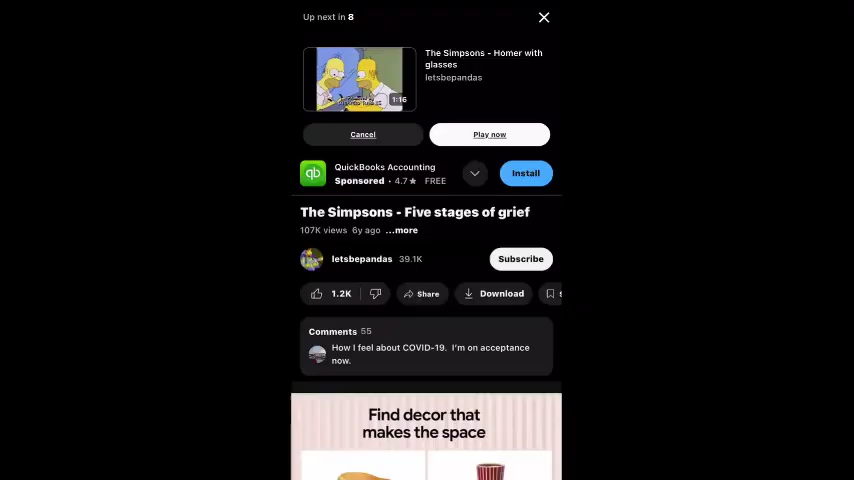 Up next in 8
The Simpsons - Homer with
glasses
letsbepandas
1:16
Cancel
Play now
QuickBooks Accounting
Sponsored • 4.7★ FREE
Install
The Simpsons - Five stages of grief
107K views 6y ago ...more
letsbepandas 39.1K
Subscribe
1.2K
Share
Download
Comments 55
How I feel about COVID-19. I'm on acceptance
now.
Find decor that
makes the space
qb